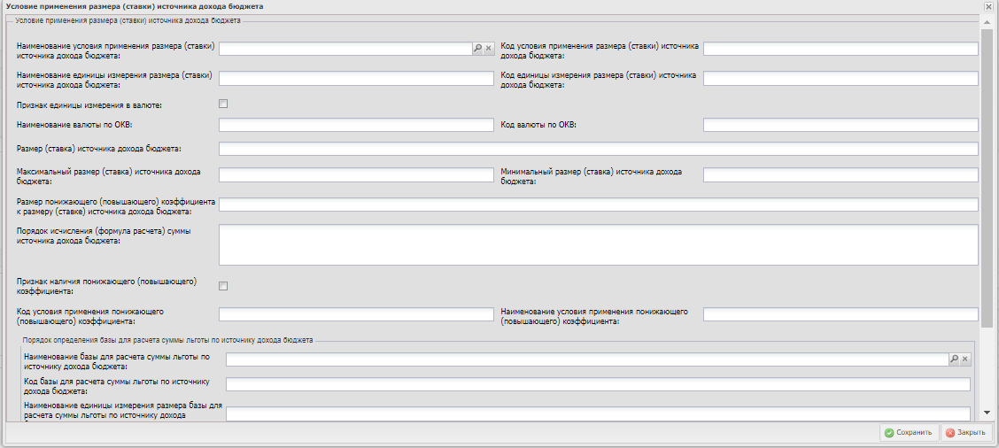 Условие применения размера (ставки) источника дохода бюджета
Условие применения размера (ставки) источника дохода бюджета
Наименование условия применения размера (ставки)
источника дохода бюджета:
Код условия применения размера (ставки) источника
дохода бюджета:
Наименование единицы измерения размера (ставки)
источника дохода бюджета:
Код единицы измерения размера (ставки) источника
дохода бюджета:
Признак единицы измерения в валюте:
Наименование валюты по ОКВ:
Код валюты по ОКВ:
Размер (ставка) источника дохода бюджета:
Максимальный размер (ставка) источника дохода
бюджета:
Минимальный размер (ставка) источника дохода
бюджета:
Размер понижающего (повышающего) коэффициента
к размеру (ставке) источника дохода бюджета:
Порядок исчисления (формула расчета) суммы
источника дохода бюджета:
Признак наличия понижающего (повышающего)
коэффициента:
Код условия применения понижающего
(повышающего) коэффициента:
Наименование условия применения понижающего
(повышающего) коэффициента:
Порядок определения базы для расчета суммы льготы по источнику дохода бюджета
Наименование базы для расчета суммы льготы по
источнику дохода бюджета:
Код базы для расчета суммы льготы по источнику
дохода бюджета:
Наименование единицы измерения размера базы для
расчета суммы льготы по источнику дохода
Сохранить
Закрыть